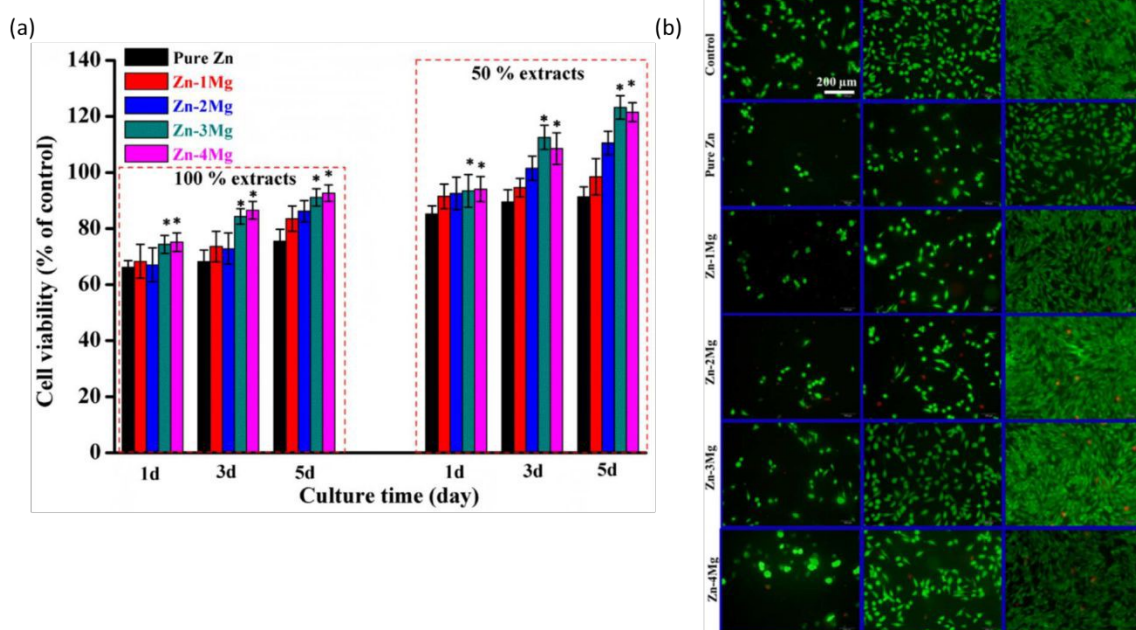 (a)
(b)
140
120
100
80
60
40
20
0
Cell viability (% of control)
Pure Zn
Zn-1Mg
Zn-2Mg
Zn-3Mg
Zn-4Mg
100 % extracts
50 % extracts
* *
* *
* *
* *
* *
* *
1d
3d
5d
1d
3d
5d
Culture time (day)
Control
200 µm
Pure Zn
Zn-1Mg
Zn-2Mg
Zn-3Mg
Zn-4Mg